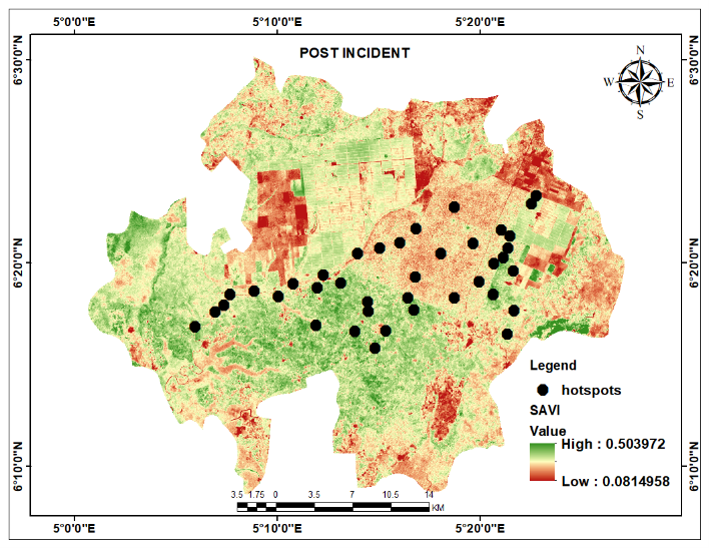 5°0'0"E 5°10'0"E 5°20'0"E
POST INCIDENT
6°30'0"N 6°30'0"N
N
W E
S
6°20'0"N 6°20'0"N
Legend
hotspots
SAVI
Value
High : 0.503972
Low : 0.0814958
6°10'0"N 6°10'0"N
3.5 1.75 0 3.5 7 10.5 14
KM
5°0'0"E 5°10'0"E 5°20'0"E